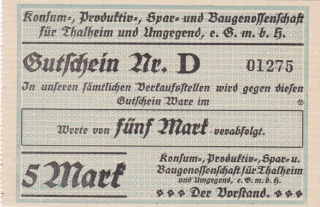 Konsum-, Produktiv-, Spar- und Baugenossenschaft
für Thalheim und Umgegend, e. G. m. b. H.
Gutschein Nr. D 01275
In unseren sämtlichen Verkaufsstellen wird gegen diesen
Gutschein Ware im
Werte von fünf Mark verabfolgt.
5 Mark
Konsum-, Produktiv-, Spar- u.
Baugenossenschaft für Thalheim
und Umgegend, e. G. m. b. H.
Der Vorstand.